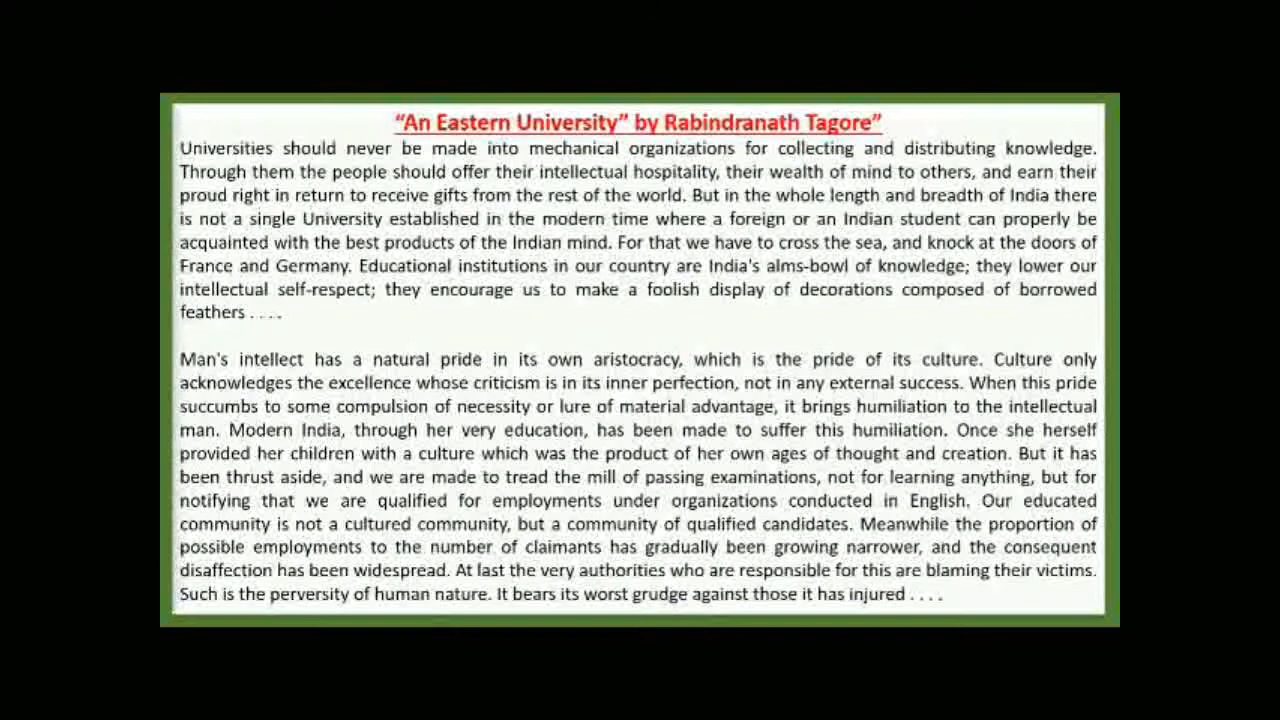 “An Eastern University” by Rabindranath Tagore”
Universities should never be made into mechanical organizations for collecting and distributing knowledge.
Through them the people should offer their intellectual hospitality, their wealth of mind to others, and earn their
proud right in return to receive gifts from the rest of the world. But in the whole length and breadth of India there
is not a single University established in the modern time where a foreign or an Indian student can properly be
acquainted with the best products of the Indian mind. For that we have to cross the sea, and knock at the doors of
France and Germany. Educational institutions in our country are India's alms-bowl of knowledge; they lower our
intellectual self-respect; they encourage us to make a foolish display of decorations composed of borrowed
feathers . . . .
Man's intellect has a natural pride in its own aristocracy, which is the pride of its culture. Culture only
acknowledges the excellence whose criticism is in its inner perfection, not in any external success. When this pride
succumbs to some compulsion of necessity or lure of material advantage, it brings humiliation to the intellectual
man. Modern India, through her very education, has been made to suffer this humiliation. Once she herself
provided her children with a culture which was the product of her own ages of thought and creation. But it has
been thrust aside, and we are made to tread the mill of passing examinations, not for learning anything, but for
notifying that we are qualified for employments under organizations conducted in English. Our educated
community is not a cultured community, but a community of qualified candidates. Meanwhile the proportion of
possible employments to the number of claimants has gradually been growing narrower, and the consequent
disaffection has been widespread. At last the very authorities who are responsible for this are blaming their victims.
Such is the perversity of human nature. It bears its worst grudge against those it has injured . . . .